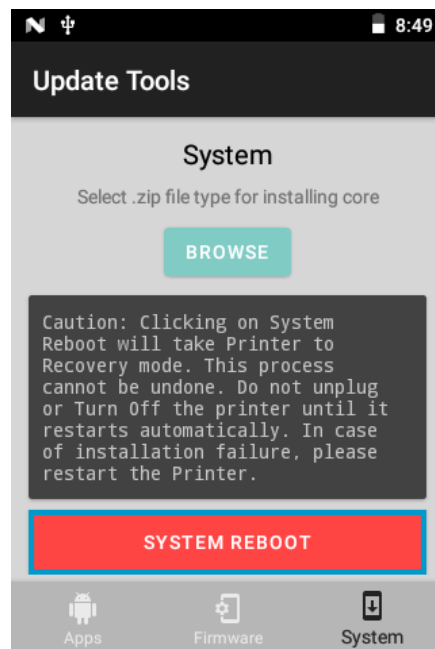 8:49
Update Tools
System
Select .zip file type for installing core
BROWSE
Caution: Clicking on System
Reboot will take Printer to
Recovery mode. This process
cannot be undone. Do not unplug
or Turn Off the printer until it
restarts automatically. In case
of installation failure, please
restart the Printer.
SYSTEM REBOOT
Apps Firmware System